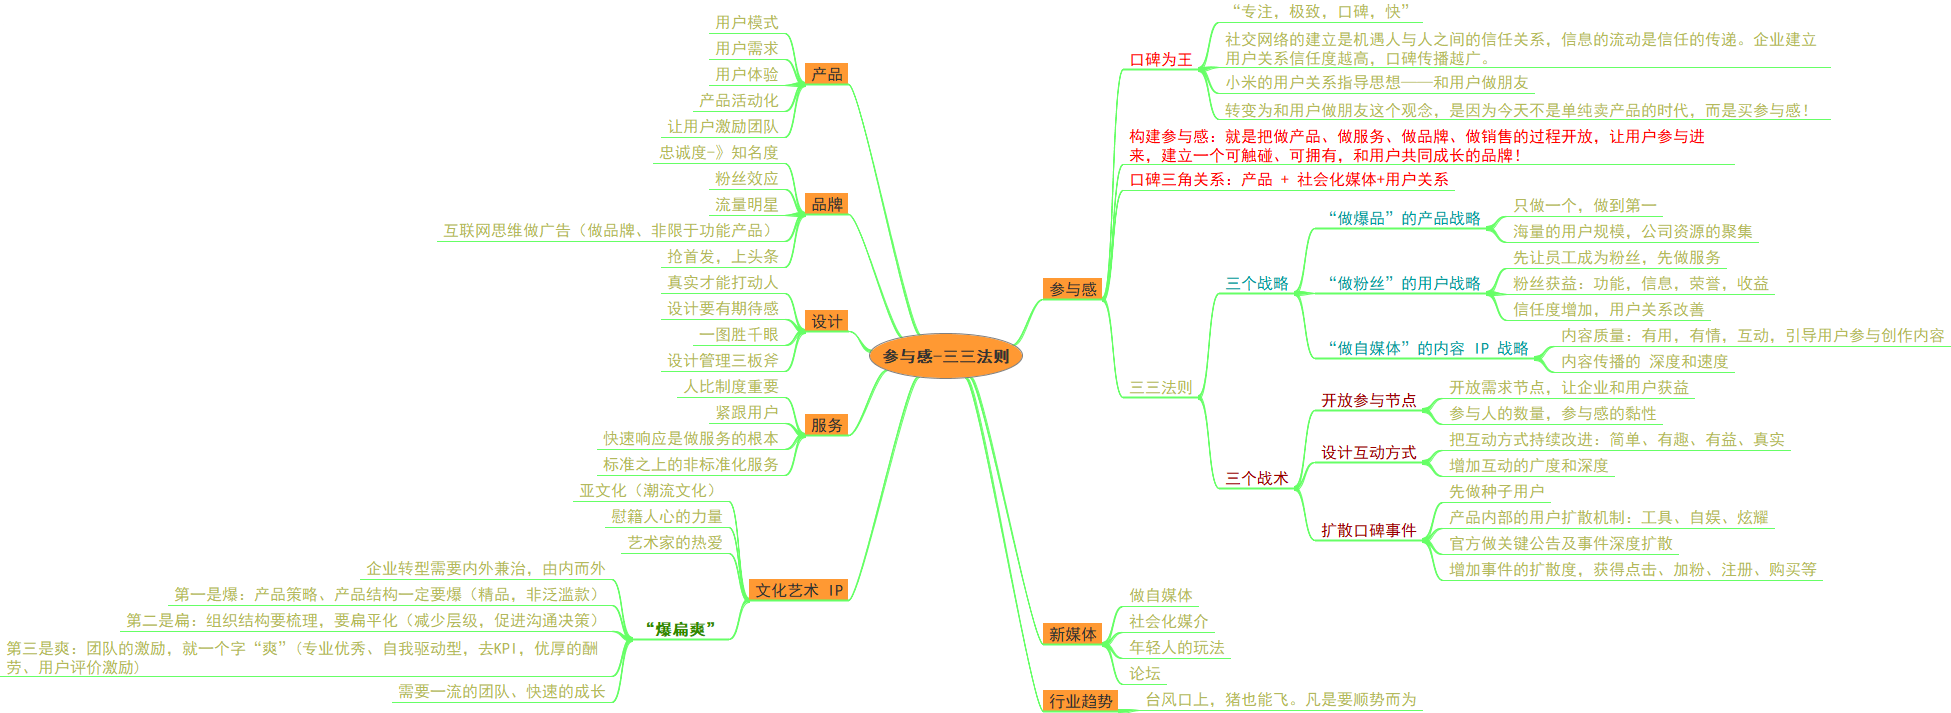 参与感-三三法则
参与感
口碑为王
“专注，极致，口碑，快”
社交网络的建立是机遇人与人之间的信任关系，信息的流动是信任的传递。企业建立
用户关系信任度越高，口碑传播越广。
小米的用户关系指导思想——和用户做朋友
转变为和用户做朋友这个观念，是因为今天不是单纯卖产品的时代，而是买参与感！
构建参与感：就是把做产品、做服务、做品牌、做销售的过程开放，让用户参与进
来，建立一个可触碰、可拥有，和用户共同成长的品牌！
口碑三角关系：产品 + 社会化媒体+用户关系
三三法则
三个战略
“做爆品”的产品战略
只做一个，做到第一
海量的用户规模，公司资源的聚集
“做粉丝”的用户战略
先让员工成为粉丝，先做服务
粉丝获益：功能，信息，荣誉，收益
信任度增加，用户关系改善
“做自媒体”的内容 IP 战略
内容质量：有用，有情，互动，引导用户参与创作内容
内容传播的 深度和速度
三个战术
开放参与节点
开放需求节点，让企业和用户获益
参与人的数量，参与感的黏性
设计互动方式
把互动方式持续改进：简单、有趣、有益、真实
增加互动的广度和深度
扩散口碑事件
先做种子用户
产品内部的用户扩散机制：工具、自娱、炫耀
官方做关键公告及事件深度扩散
增加事件的扩散度，获得点击、加粉、注册、购买等
新媒体
做自媒体
社会化媒介
年轻人的玩法
论坛
行业趋势
台风口上，猪也能飞。凡是要顺势而为
产品
用户模式
用户需求
用户体验
产品活动化
让用户激励团队
品牌
忠诚度-》知名度
粉丝效应
流量明星
互联网思维做广告（做品牌、非限于功能产品）
抢首发，上头条
设计
真实才能打动人
设计要有期待感
一图胜千眼
设计管理三板斧
服务
人比制度重要
紧跟用户
快速响应是做服务的根本
标准之上的非标准化服务
文化艺术 IP
亚文化（潮流文化）
慰籍人心的力量
艺术家的热爱
“爆扁爽”
企业转型需要内外兼治，由内而外
第一是爆：产品策略、产品结构一定要爆（精品，非泛滥款）
第二是扁：组织结构要梳理，要扁平化（减少层级，促进沟通决策）
第三是爽：团队的激励，就一个字“爽”(专业优秀、自我驱动型，去KPI，优厚的酬
劳、用户评价激励)
需要一流的团队、快速的成长